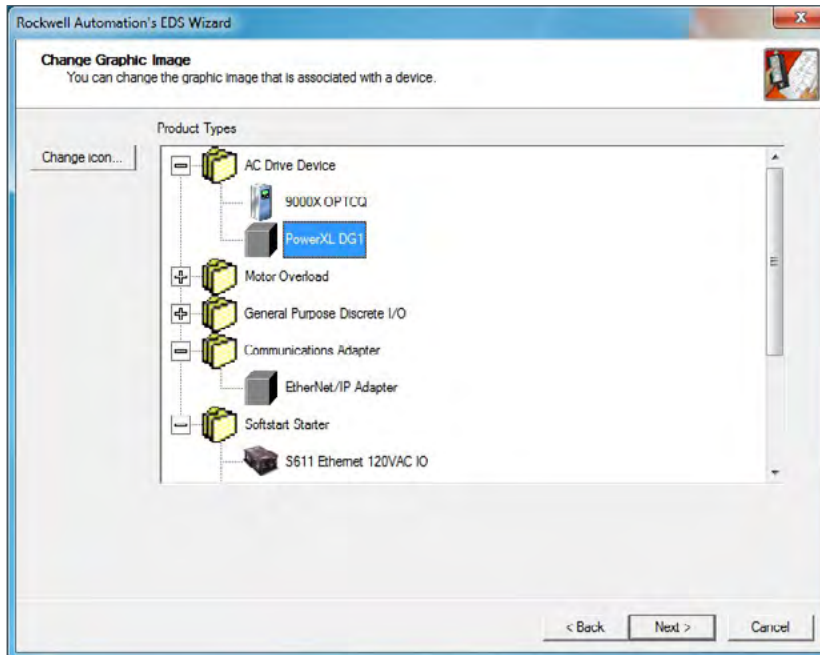 Rockwell Automation's EDS Wizard
Change Graphic Image
You can change the graphic image that is associated with a device.
Product Types
Change icon...
AC Drive Device
9000X OPTCQ
PowerXL DG1
Motor Overload
General Purpose Discrete I/O
Communications Adapter
EtherNet/IP Adapter
Softstart Starter
S611 Ethernet 120VAC IO
< Back Next > Cancel